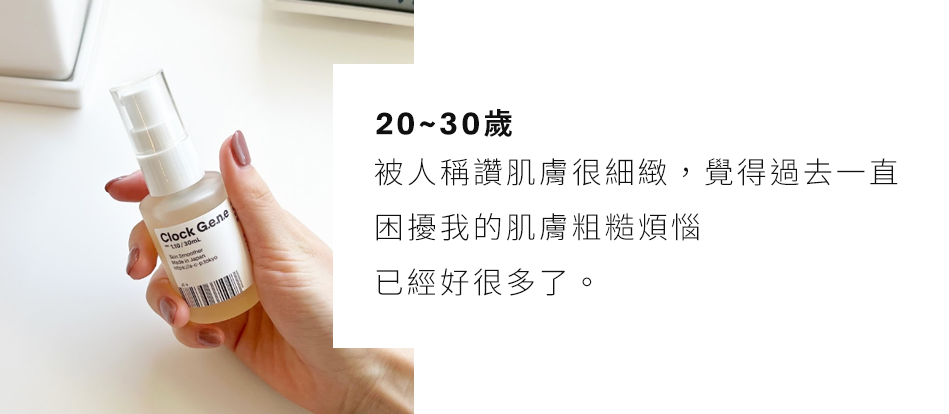 20~30歲
被人稱讚肌膚很細緻，覺得過去一直
困擾我的肌膚粗糙煩惱
已經好很多了。
Clock G.e.n.e
1.10 / 30mL
Skin Smoother
Made in Japan